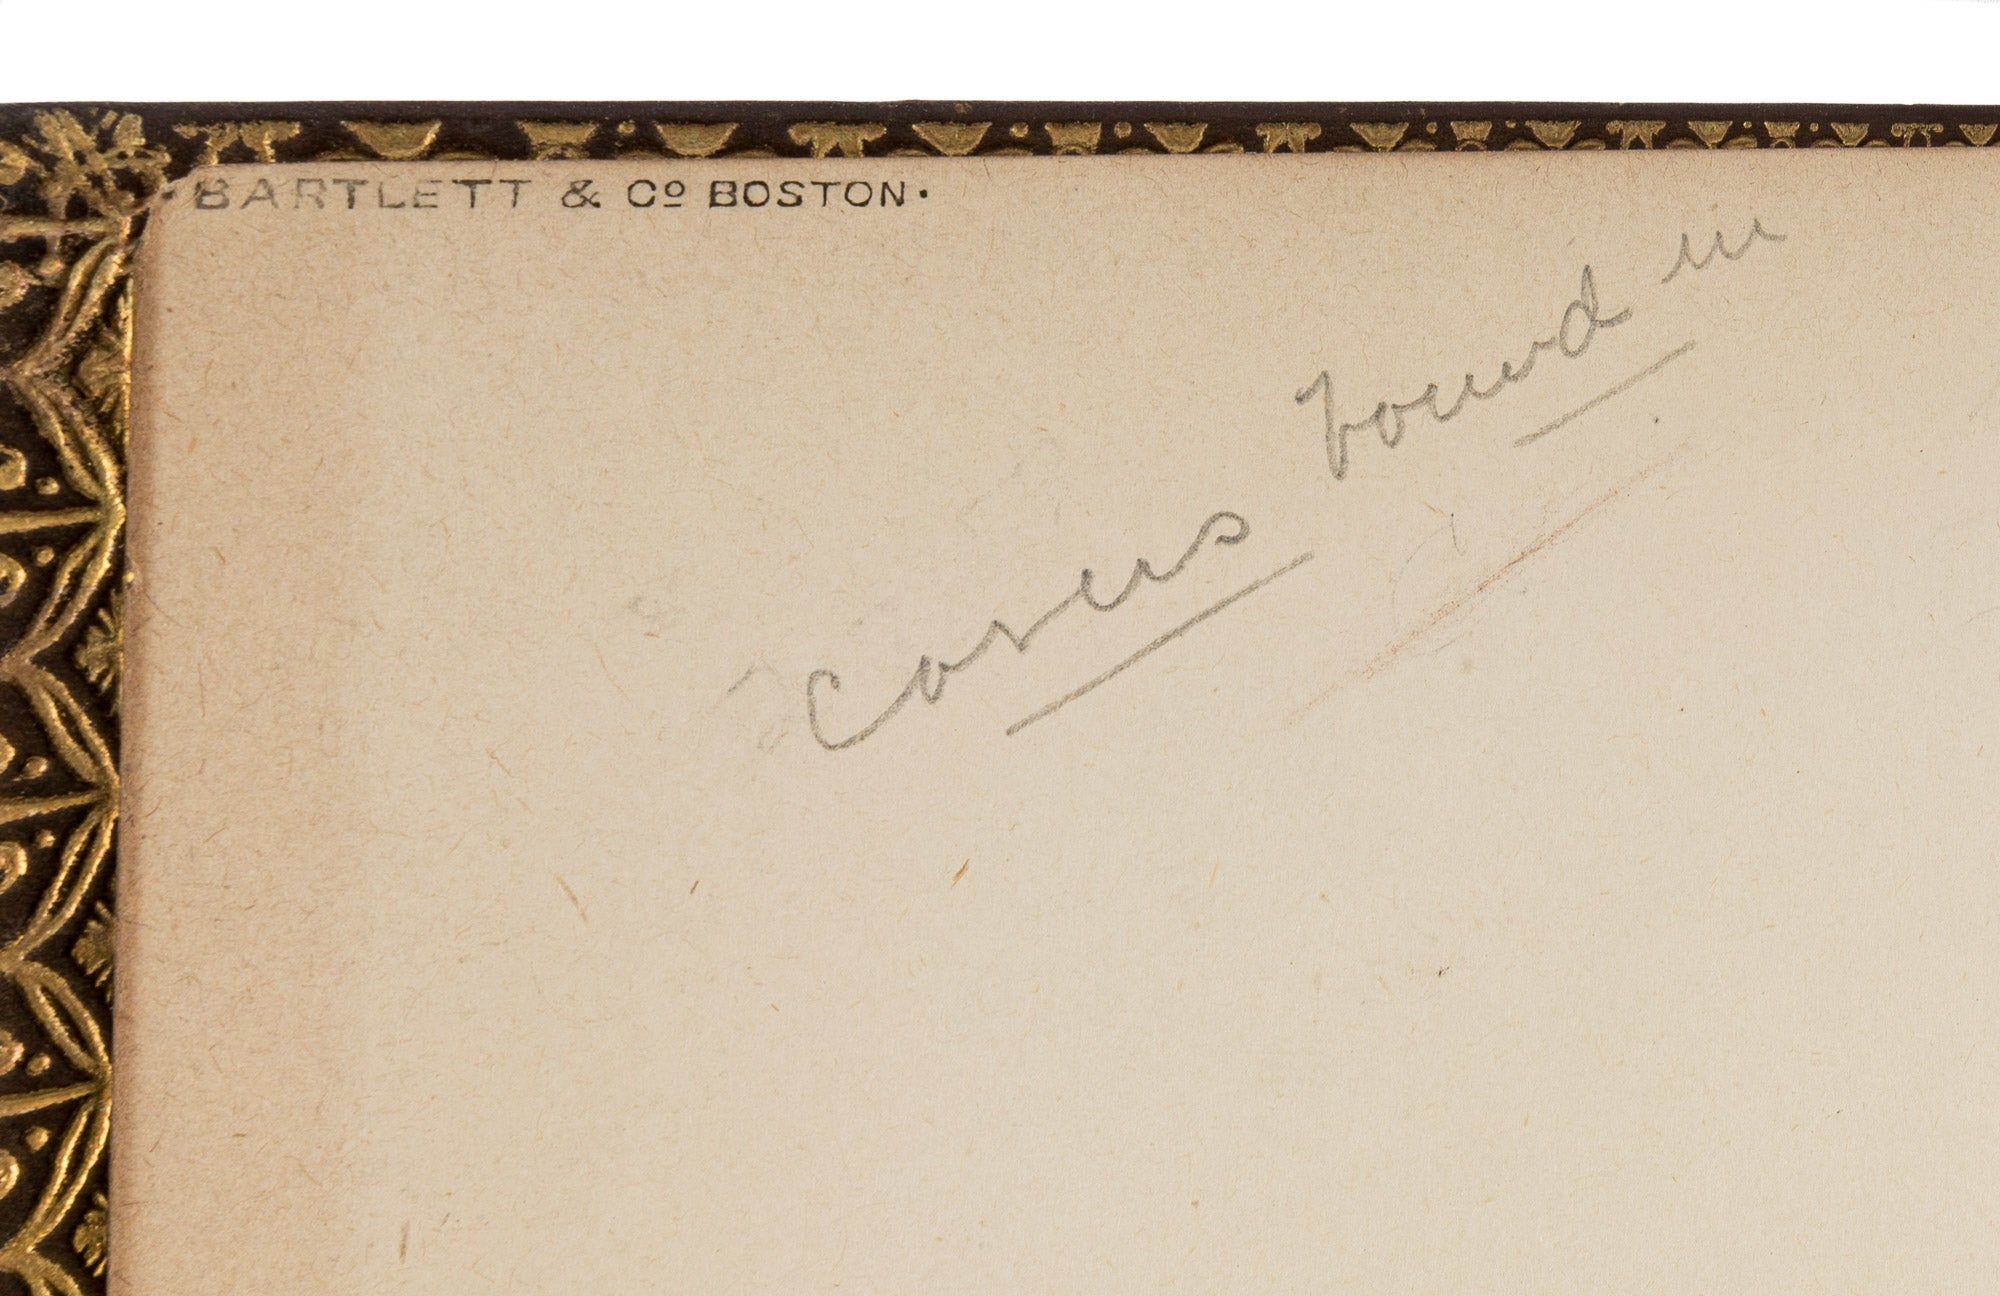 · BARTLETT & Cº BOSTON ·
Covers bound in